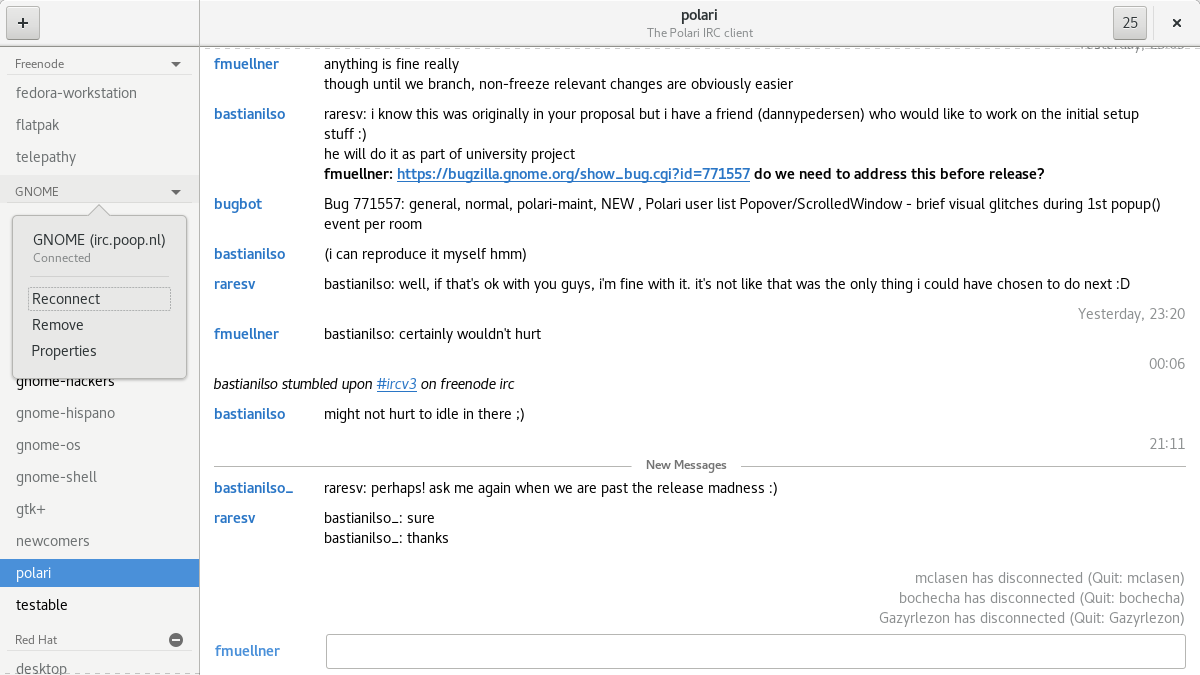 +
polari
The Polari IRC client
25
×
Freenode
fedora-workstation
flatpak
telepathy
GNOME
GNOME (irc.poop.nl)
Connected
Reconnect
Remove
Properties
gnome-hackers
gnome-hispano
gnome-os
gnome-shell
gtk+
newcomers
polari
testable
Red Hat
desktop
fmuellner anything is fine really
though until we branch, non-freeze relevant changes are obviously easier
bastianilso raresv: i know this was originally in your proposal but i have a friend (dannypedersen) who would like to work on the initial setup
stuff :)
he will do it as part of university project
fmuellner: https://bugzilla.gnome.org/show_bug.cgi?id=771557 do we need to address this before release?
bugbot Bug 771557: general, normal, polari-maint, NEW , Polari user list Popover/ScrolledWindow - brief visual glitches during 1st popup()
event per room
bastianilso (i can reproduce it myself hmm)
raresv bastianilso: well, if that's ok with you guys, i'm fine with it. it's not like that was the only thing i could have chosen to do next :D
Yesterday, 23:20
fmuellner bastianilso: certainly wouldn't hurt
00:06
bastianilso stumbled upon #ircv3 on freenode irc
bastianilso might not hurt to idle in there ;)
21:11
New Messages
bastianilso_ raresv: perhaps! ask me again when we are past the release madness :)
raresv bastianilso_: sure
bastianilso_: thanks
mclasen has disconnected (Quit: mclasen)
bochecha has disconnected (Quit: bochecha)
Gazyrlezon has disconnected (Quit: Gazyrlezon)
fmuellner